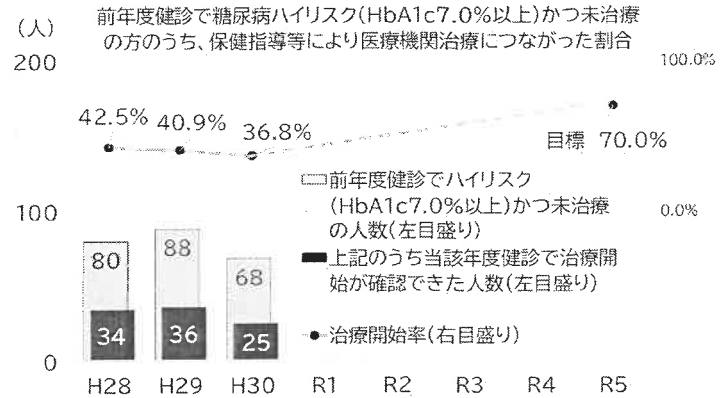 前年度健診で糖尿病ハイリスク(HbA1c7.0%以上)かつ未治療
の方のうち、保健指導等により医療機関治療につながった割合
(人)
200
100.0%
42.5%
40.9%
36.8%
目標 70.0%
前年度健診でハイリスク
(HbA1c7.0%以上)かつ未治療
の人数(左目盛り)
100
0.0%
上記のうち当該年度健診で治療開
始が確認できた人数(左目盛り)
80
88
68
34
36
25
治療開始率(右目盛り)
0
H28
H29
H30
R1
R2
R3
R4
R5